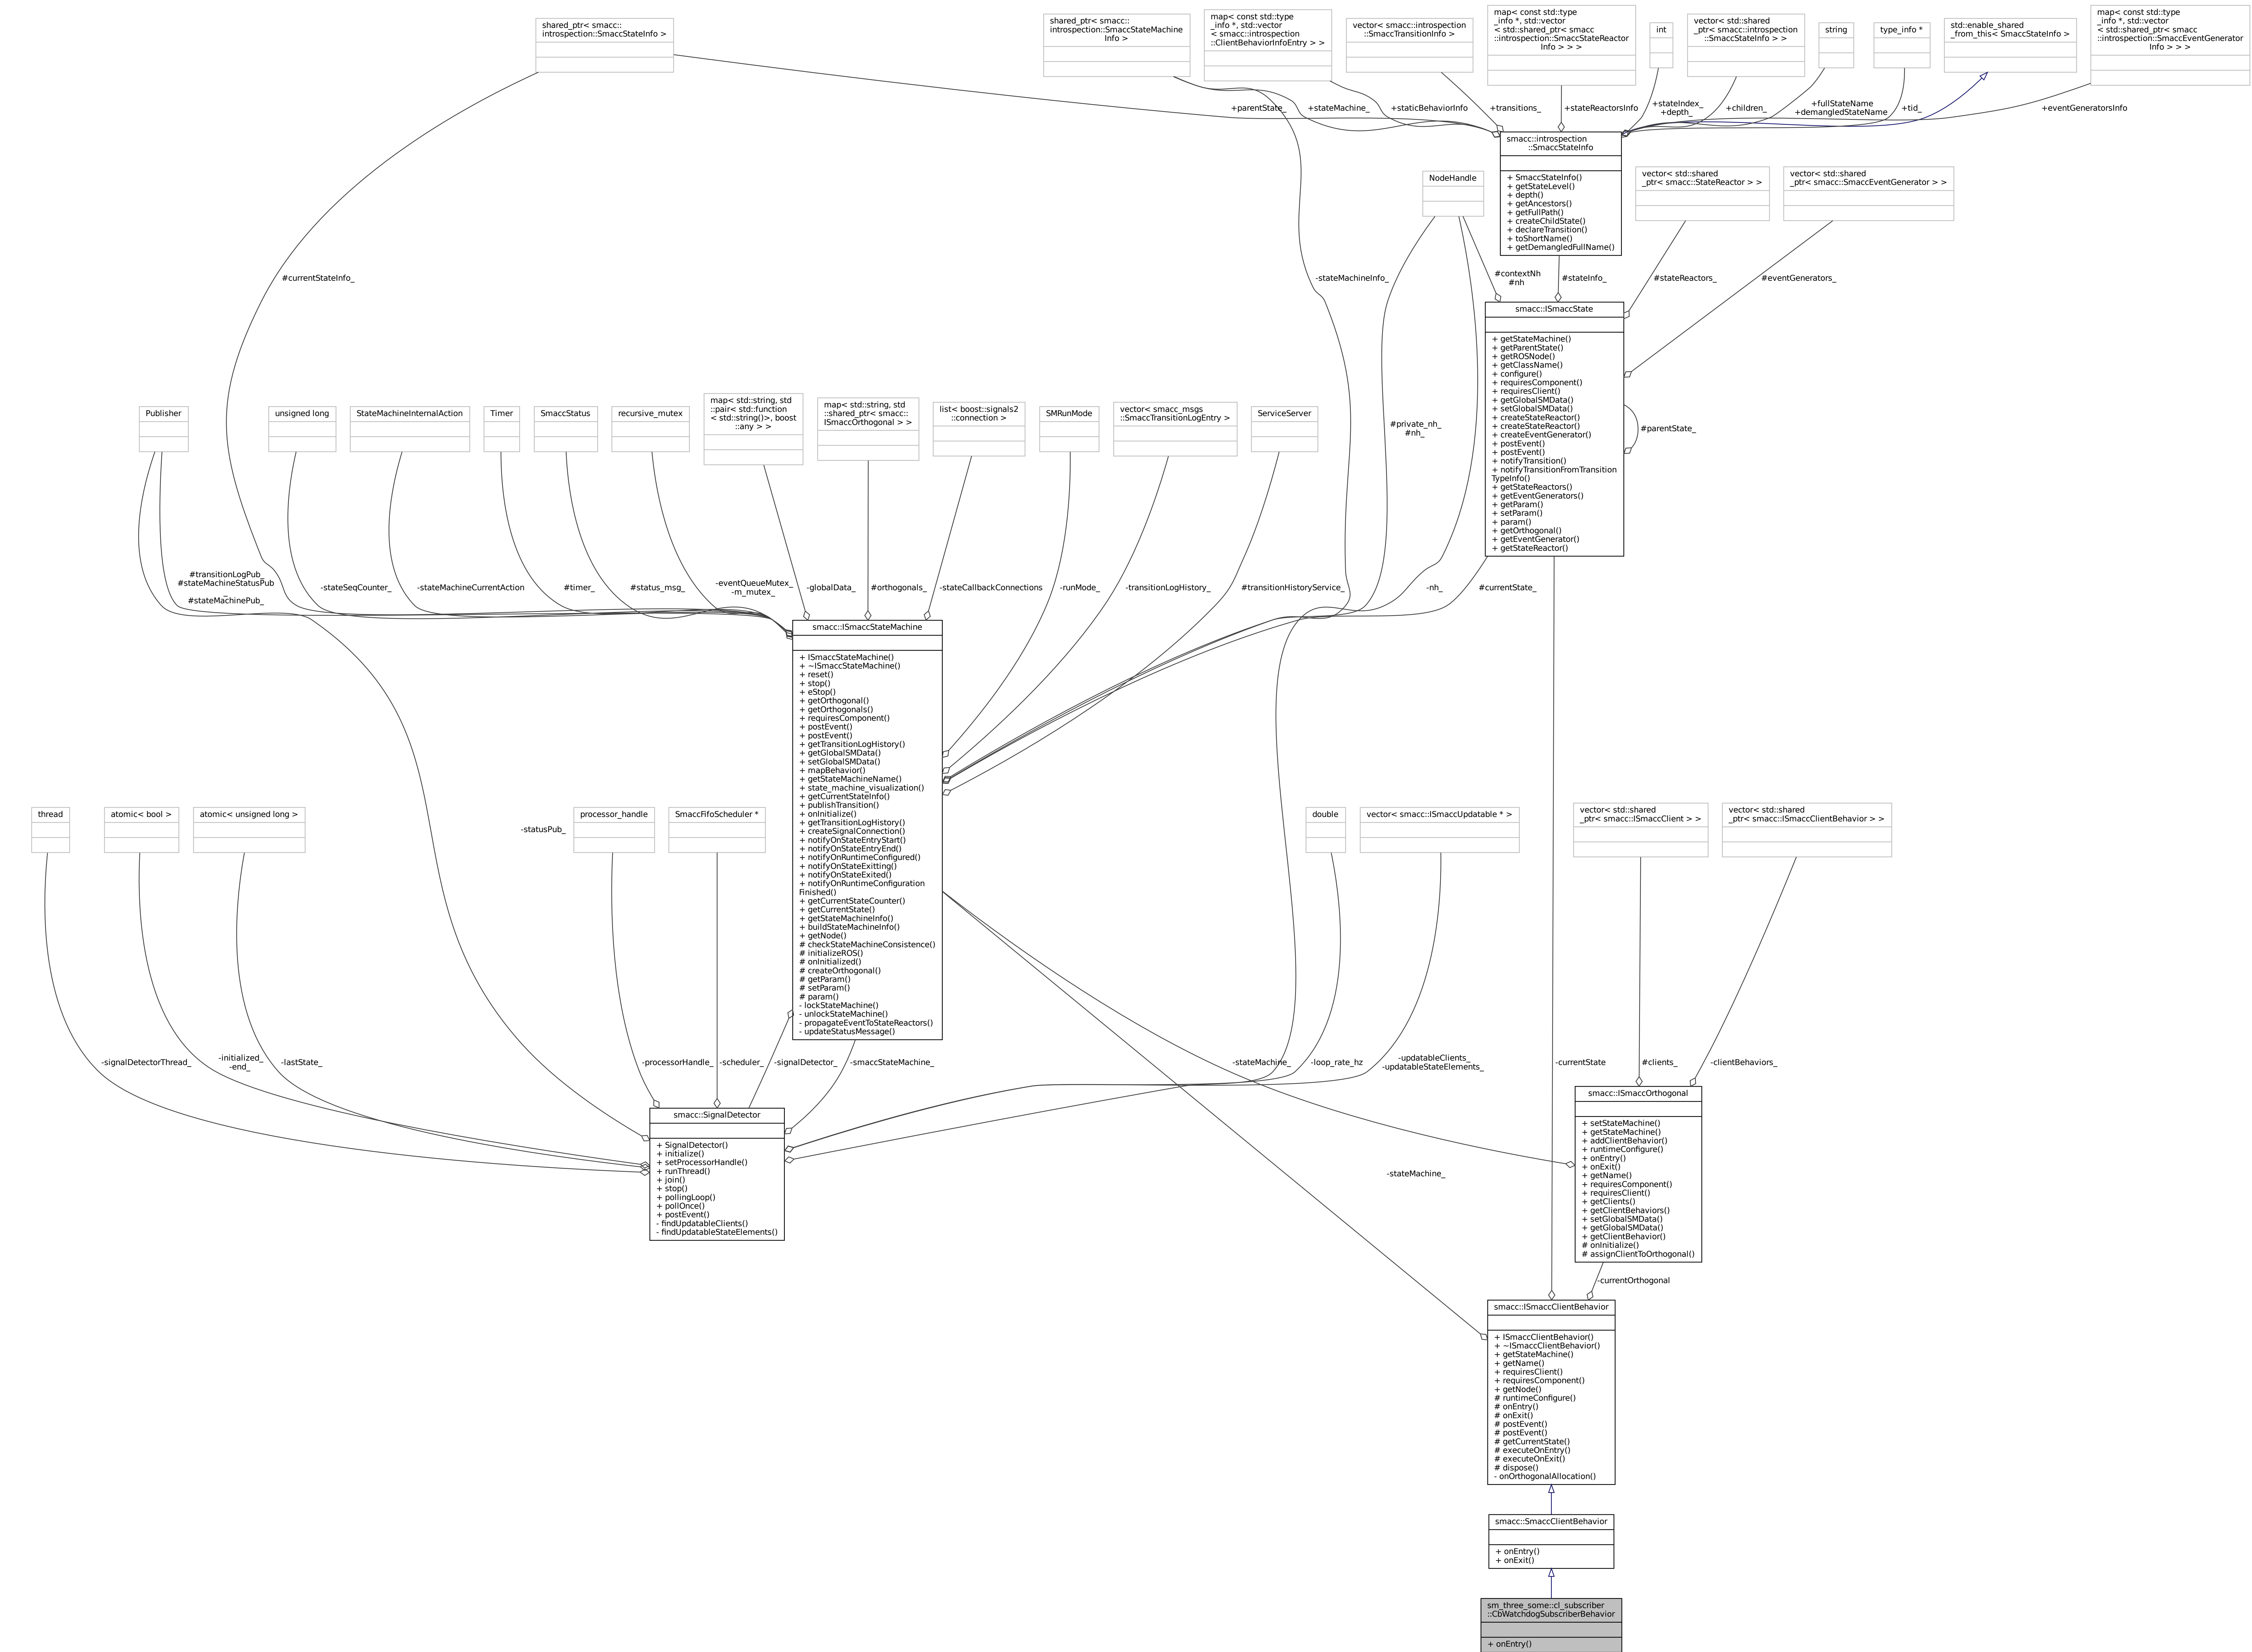 shared_ptr< smacc::
introspection::SmaccStateInfo >
shared_ptr< smacc::
introspection::SmaccStateMachine
Info >
map< const std::type
_info *, std::vector
< smacc::introspection
::ClientBehaviorInfoEntry > >
vector< smacc::introspection
::SmaccTransitionInfo >
map< const std::type
_info *, std::vector
< std::shared_ptr< smacc
::introspection::SmaccStateReactor
Info > > >
int
vector< std::shared
_ptr< smacc::introspection
::SmaccStateInfo > >
string
type_info *
std::enable_shared
_from_this< SmaccStateInfo >
map< const std::type
_info *, std::vector
< std::shared_ptr< smacc
::introspection::SmaccEventGenerator
Info > > >
+parentState_
+stateMachine_
+staticBehaviorInfo
+transitions_
+stateReactorsInfo
+stateIndex_
+depth_
+children_
+fullStateName
+demangledStateName
+tid_
+eventGeneratorsInfo
smacc::introspection
::SmaccStateInfo
+ SmaccStateInfo()
+ getStateLevel()
+ depth()
+ getAncestors()
+ getFullPath()
+ createChildState()
+ declareTransition()
+ toShortName()
+ getDemangledFullName()
NodeHandle
vector< std::shared
_ptr< smacc::StateReactor > >
vector< std::shared
_ptr< smacc::SmaccEventGenerator > >
#currentStateInfo_
-stateMachineInfo_
#contextNh
#nh
#stateInfo_
#stateReactors_
#eventGenerators_
smacc::ISmaccState
+ getStateMachine()
+ getParentState()
+ getROSNode()
+ getClassName()
+ configure()
+ requiresComponent()
+ requiresClient()
+ getGlobalSMData()
+ setGlobalSMData()
+ createStateReactor()
+ createStateReactor()
+ createEventGenerator()
+ postEvent()
+ postEvent()
+ notifyTransition()
+ notifyTransitionFromTransition
TypeInfo()
+ getStateReactors()
+ getEventGenerators()
+ getParam()
+ setParam()
+ param()
+ getOrthogonal()
+ getEventGenerator()
+ getStateReactor()
#parentState_
Publisher
unsigned long
StateMachineInternalAction
Timer
SmaccStatus
recursive_mutex
map< std::string, std
::pair< std::function
< std::string()>, boost
::any > >
map< std::string, std
::shared_ptr< smacc::
ISmaccOrthogonal > >
list< boost::signals2
::connection >
SMRunMode
vector< smacc_msgs
::SmaccTransitionLogEntry >
ServiceServer
#private_nh_
#nh_
#transitionLogPub_
#stateMachineStatusPub
_
#stateMachinePub_
-stateSeqCounter_
-stateMachineCurrentAction
#timer_
#status_msg_
-eventQueueMutex_
-m_mutex_
-globalData_
#orthogonals_
-stateCallbackConnections
-runMode_
-transitionLogHistory_
#transitionHistoryService_
-nh_
#currentState_
smacc::ISmaccStateMachine
+ ISmaccStateMachine()
+ ~ISmaccStateMachine()
+ reset()
+ stop()
+ eStop()
+ getOrthogonal()
+ getOrthogonals()
+ requiresComponent()
+ postEvent()
+ postEvent()
+ getTransitionLogHistory()
+ getGlobalSMData()
+ setGlobalSMData()
+ mapBehavior()
+ getStateMachineName()
+ state_machine_visualization()
+ getCurrentStateInfo()
+ publishTransition()
+ onInitialize()
+ getTransitionLogHistory()
+ createSignalConnection()
+ notifyOnStateEntryStart()
+ notifyOnStateEntryEnd()
+ notifyOnRuntimeConfigured()
+ notifyOnStateExitting()
+ notifyOnStateExited()
+ notifyOnRuntimeConfiguration
Finished()
+ getCurrentStateCounter()
+ getCurrentState()
+ getStateMachineInfo()
+ buildStateMachineInfo()
+ getNode()
# checkStateMachineConsistence()
# initializeROS()
# onInitialized()
# createOrthogonal()
# getParam()
# setParam()
# param()
- lockStateMachine()
- unlockStateMachine()
- propagateEventToStateReactors()
- updateStatusMessage()
thread
atomic< bool >
atomic< unsigned long >
-statusPub_
processor_handle
SmaccFifoScheduler *
double
vector< smacc::ISmaccUpdatable * >
vector< std::shared
_ptr< smacc::ISmaccClient > >
vector< std::shared
_ptr< smacc::ISmaccClientBehavior > >
-signalDetectorThread_
-initialized_
-end_
-lastState_
-processorHandle_
-scheduler_
-signalDetector_
-smaccStateMachine_
-stateMachine_
-loop_rate_hz
-updatableClients_
-updatableStateElements_
-currentState
#clients_
-clientBehaviors_
smacc::SignalDetector
+ SignalDetector()
+ initialize()
+ setProcessorHandle()
+ runThread()
+ join()
+ stop()
+ pollingLoop()
+ pollOnce()
+ postEvent()
- findUpdatableClients()
- findUpdatableStateElements()
smacc::ISmaccOrthogonal
+ setStateMachine()
+ getStateMachine()
+ addClientBehavior()
+ runtimeConfigure()
+ onEntry()
+ onExit()
+ getName()
+ requiresComponent()
+ requiresClient()
+ getClients()
+ getClientBehaviors()
+ setGlobalSMData()
+ getGlobalSMData()
+ getClientBehavior()
# onInitialize()
# assignClientToOrthogonal()
-stateMachine_
-currentOrthogonal
smacc::ISmaccClientBehavior
+ ISmaccClientBehavior()
+ ~ISmaccClientBehavior()
+ getStateMachine()
+ getName()
+ requiresClient()
+ requiresComponent()
+ getNode()
# runtimeConfigure()
# onEntry()
# onExit()
# postEvent()
# postEvent()
# getCurrentState()
# executeOnEntry()
# executeOnExit()
# dispose()
- onOrthogonalAllocation()
smacc::SmaccClientBehavior
+ onEntry()
+ onExit()
sm_three_some::cl_subscriber
::CbWatchdogSubscriberBehavior
+ onEntry()